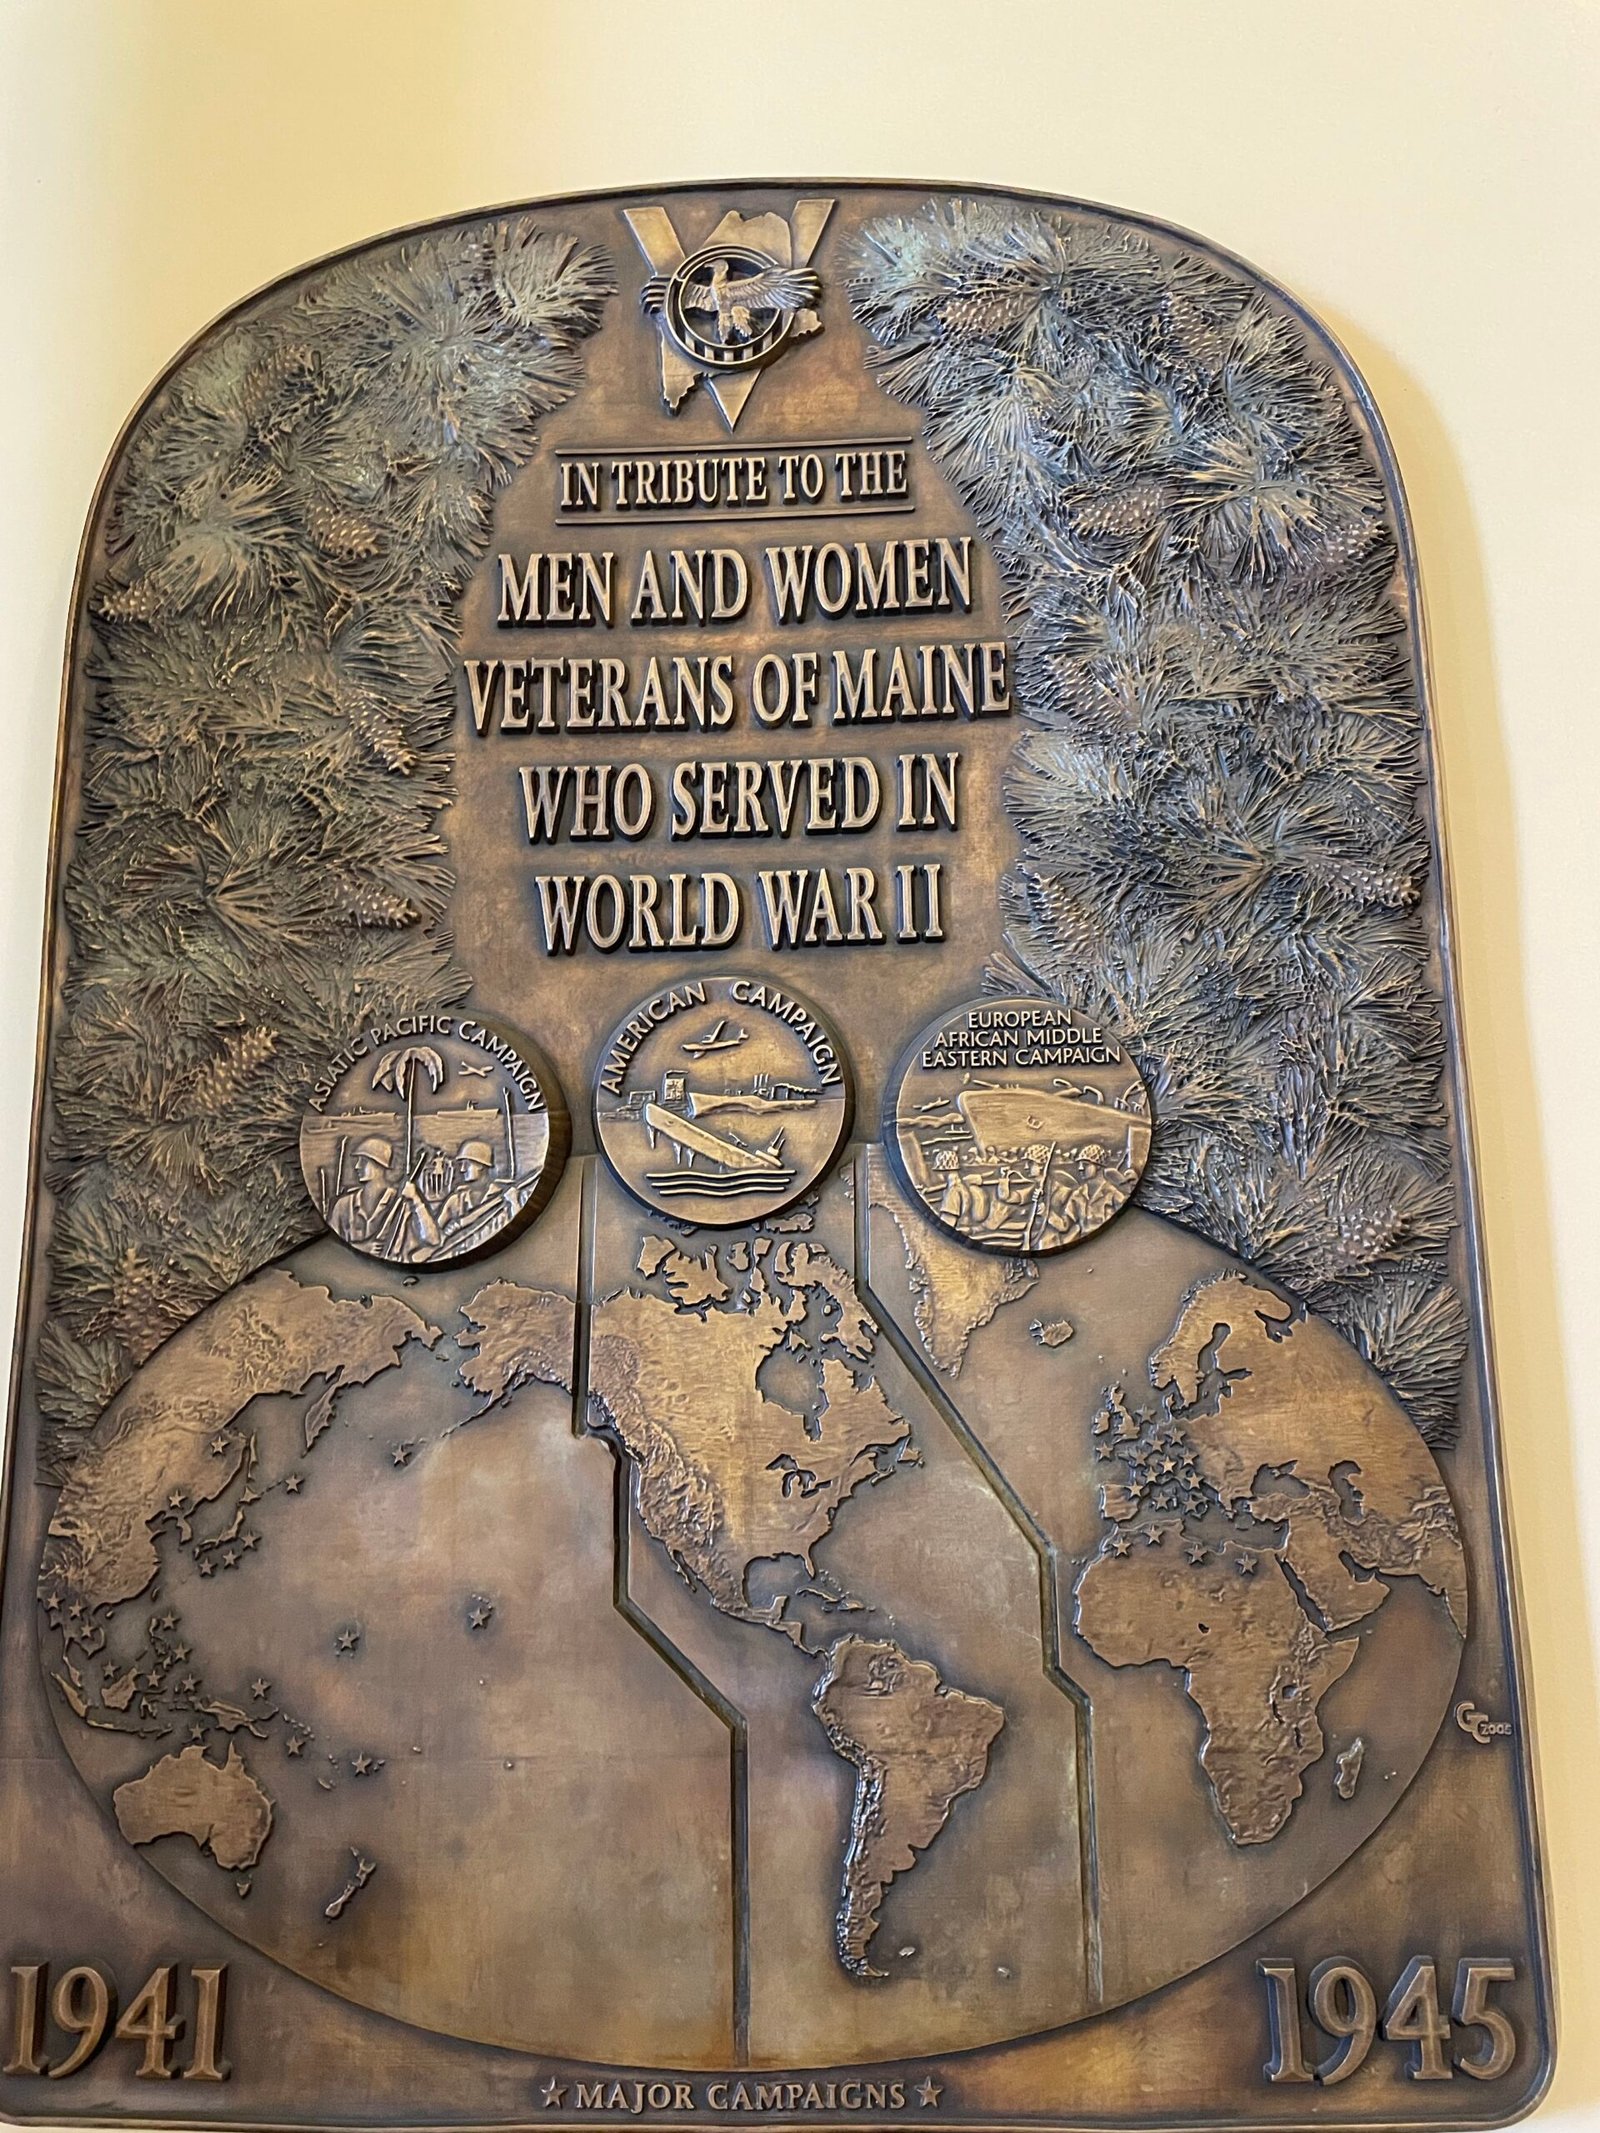 IN TRIBUTE TO THE
MEN AND WOMEN
VETERANS OF MAINE
WHO SERVED IN
WORLD WAR II
ASIATIC PACIFIC CAMPAIGN
AMERICAN CAMPAIGN
EUROPEAN
AFRICAN MIDDLE
EASTERN CAMPAIGN
2005
1941
1945
MAJOR CAMPAIGNS